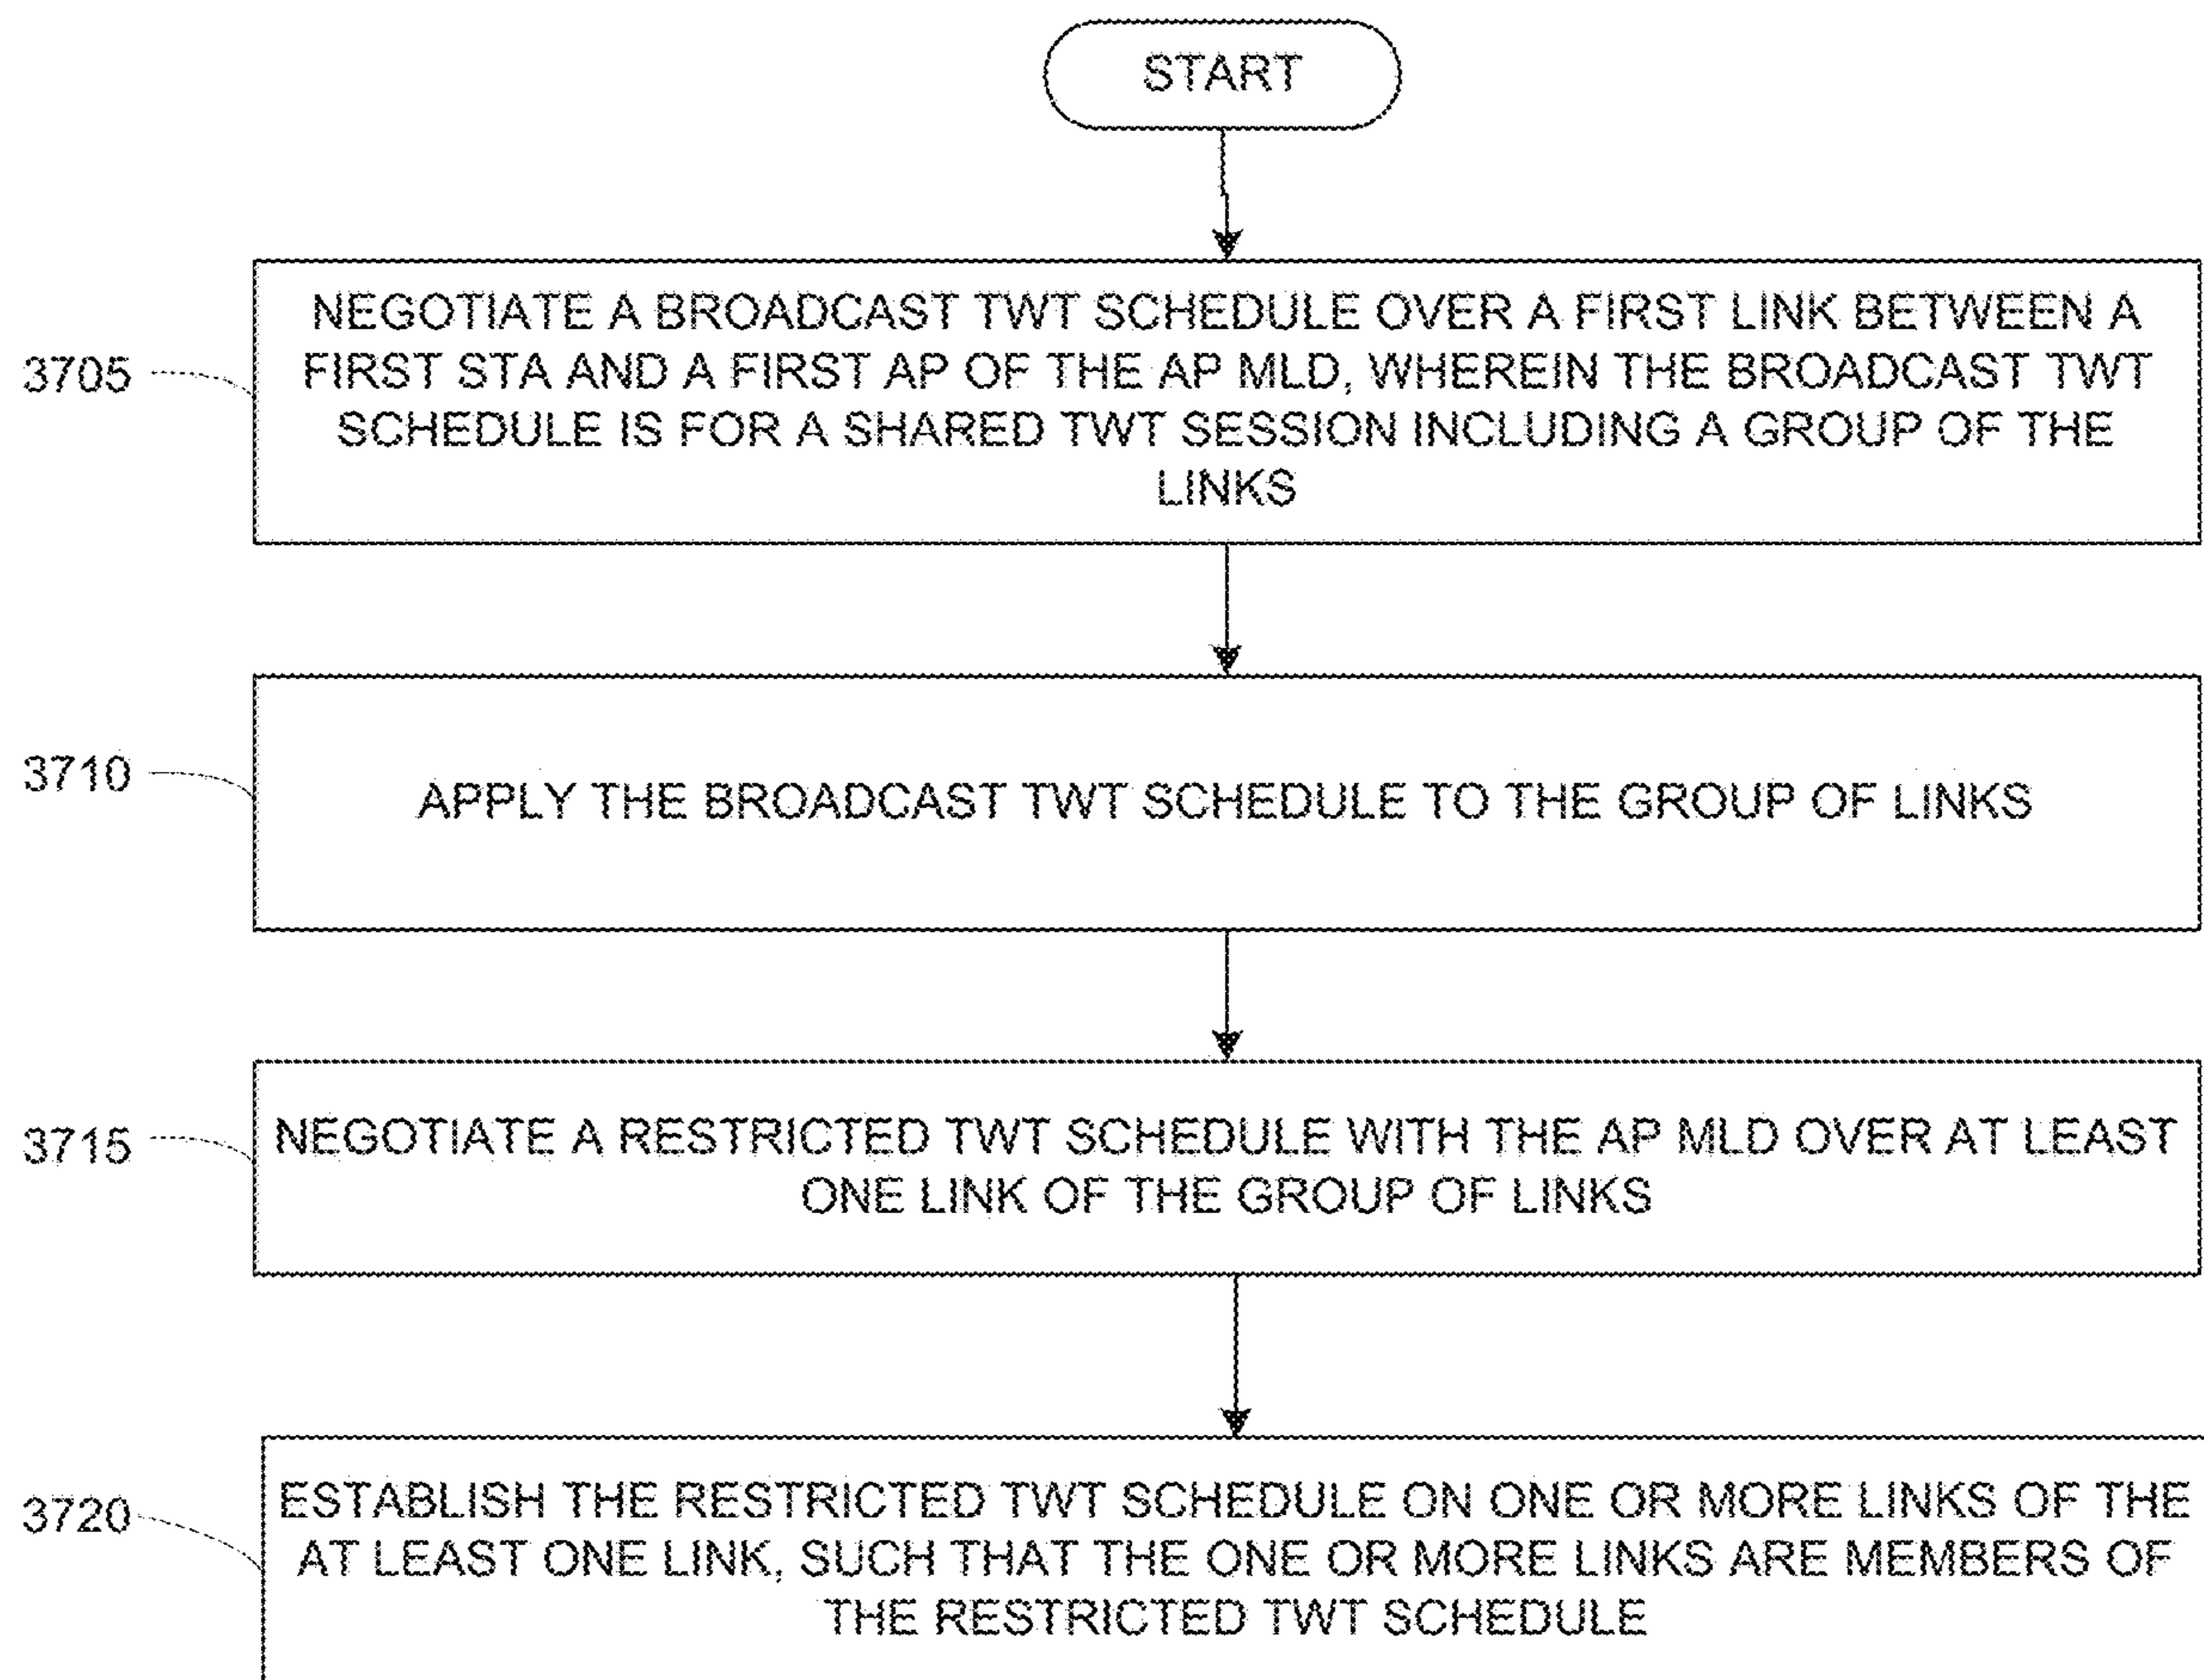 START
NEGOTIATE A BROADCAST TWT SCHEDULE OVER A FIRST LINK BETWEEN A
FIRST STA AND A FIRST AP OF THE AP MLD, WHEREIN THE BROADCAST TWT
SCHEDULE IS FOR A SHARED TWT SESSION INCLUDING A GROUP OF THE
LINKS
3705
APPLY THE BROADCAST TWT SCHEDULE TO THE GROUP OF LINKS
3710
NEGOTIATE A RESTRICTED TWT SCHEDULE WITH THE AP MLD OVER AT LEAST
ONE LINK OF THE GROUP OF LINKS
3715
ESTABLISH THE RESTRICTED TWT SCHEDULE ON ONE OR MORE LINKS OF THE
AT LEAST ONE LINK, SUCH THAT THE ONE OR MORE LINKS ARE MEMBERS OF
THE RESTRICTED TWT SCHEDULE
3720